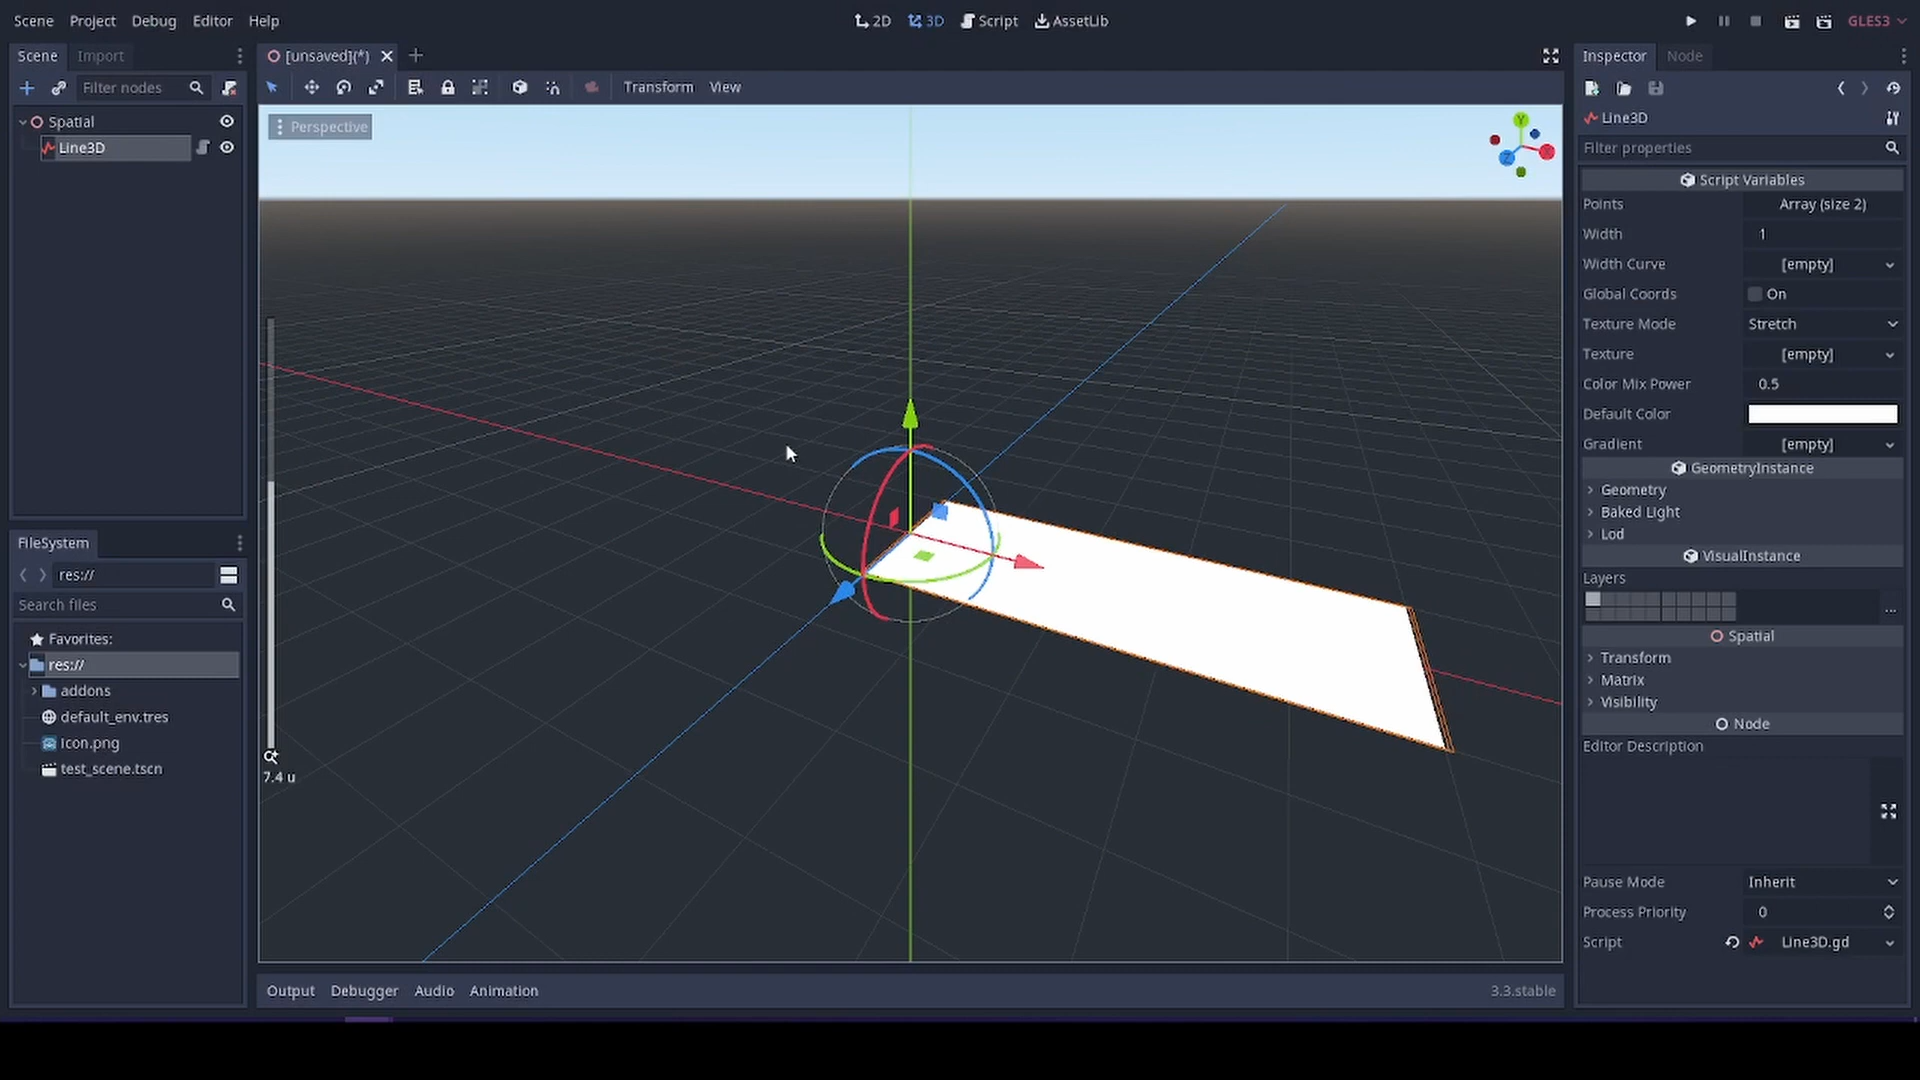 Scene Project Debug Editor Help
2D 3D Script AssetLib
GLES3
Scene Import
[unsaved](*)
Inspector Node
Filter nodes
Transform View
Spatial
Line3D
Perspective
Y
X
Z
7.4 u
FileSystem
res://
Search files
Favorites:
res://
addons
default_env.tres
icon.png
test_scene.tscn
Output Debugger Audio Animation
3.3.stable
Line3D
Filter properties
Script Variables
Points Array (size 2)
Width 1
Width Curve [empty]
Global Coords On
Texture Mode Stretch
Texture [empty]
Color Mix Power 0.5
Default Color
Gradient [empty]
GeometryInstance
Geometry
Baked Light
Lod
VisualInstance
Layers
...
Spatial
Transform
Matrix
Visibility
Node
Editor Description
Pause Mode Inherit
Process Priority 0
Script Line3D.gd